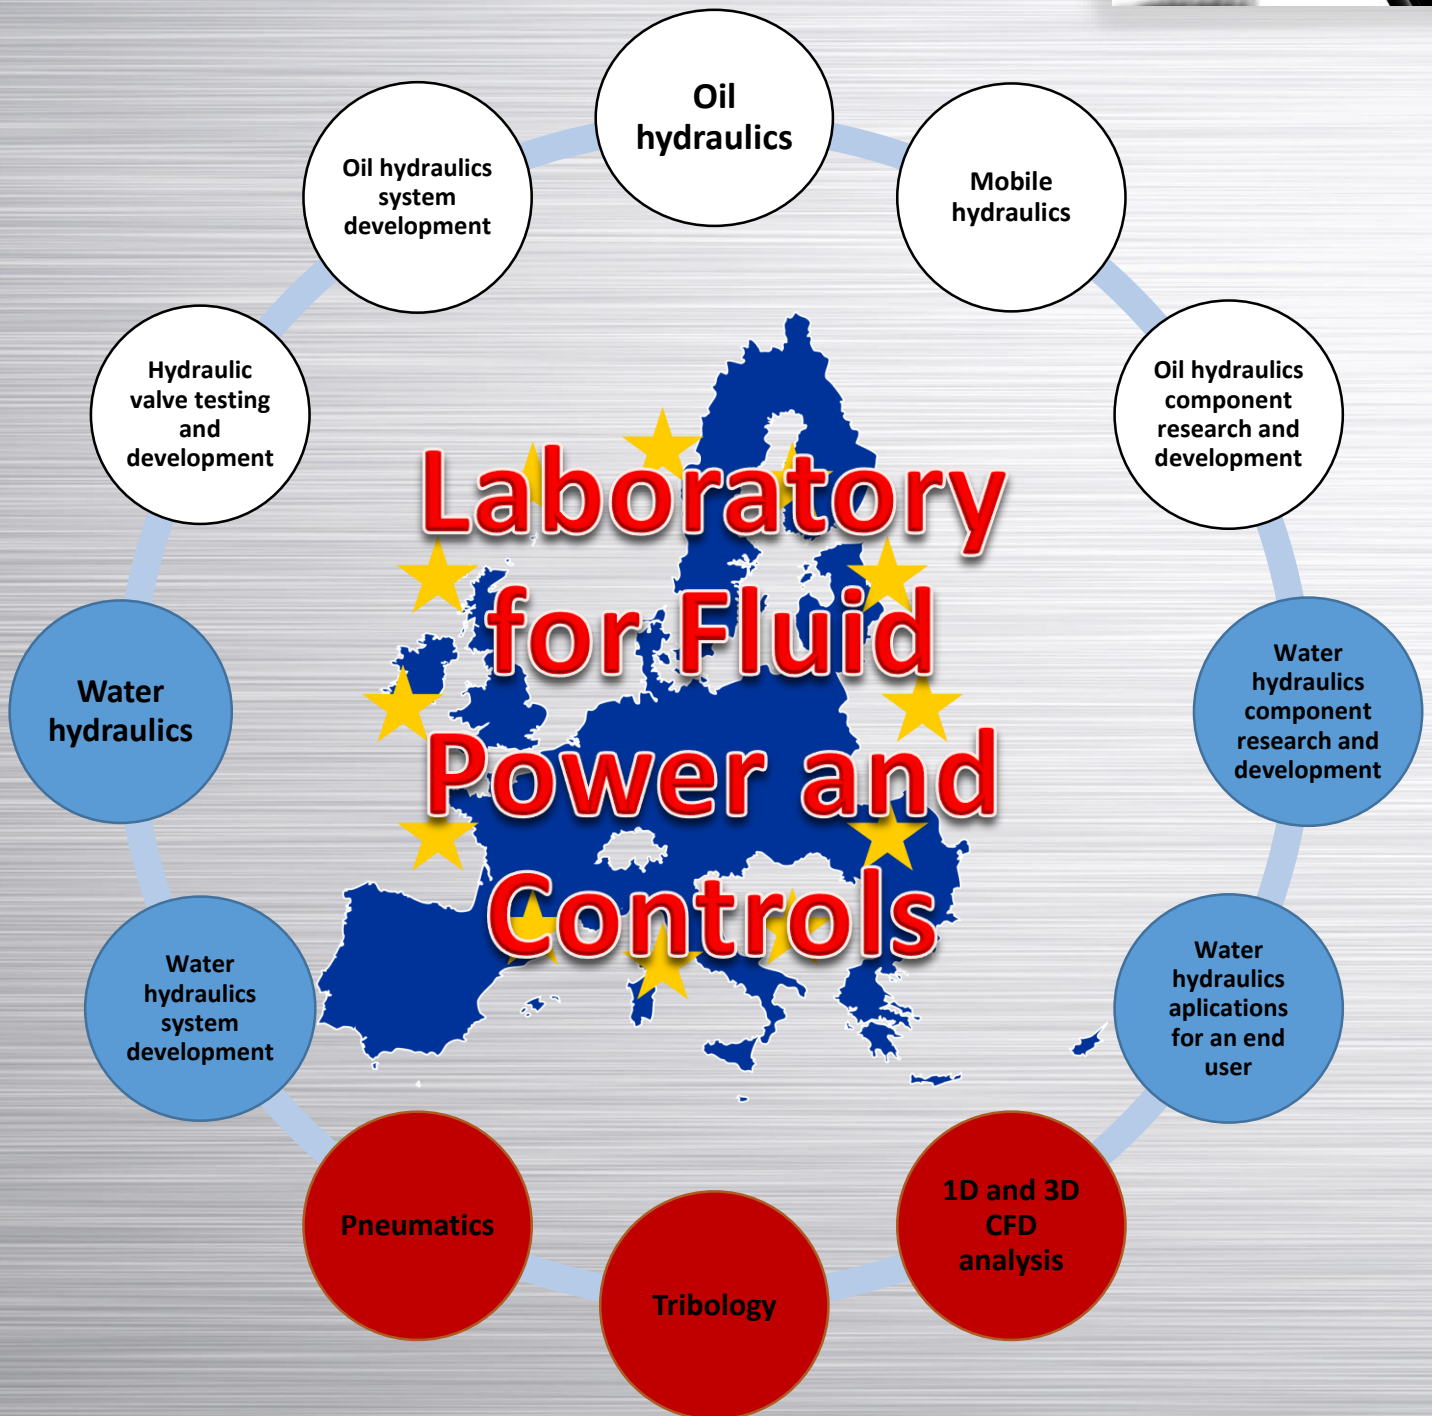 Oil
hydraulics
Mobile
hydraulics
Oil hydraulics
component
research and
development
Water
hydraulics
component
research and
development
Water
hydraulics
aplications
for an end
user
1D and 3D
CFD
analysis
Tribology
Pneumatics
Water
hydraulics
system
development
Water
hydraulics
Hydraulic
valve testing
and
development
Oil hydraulics
system
development
Laboratory
for Fluid
Power and
Controls